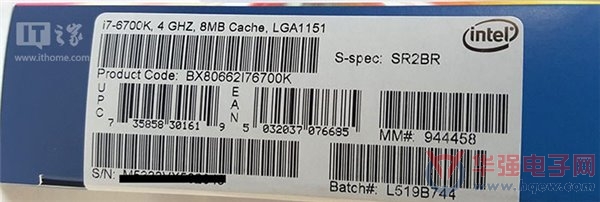 IT之家
ithome.com
i7-6700K, 4 GHZ, 8MB Cache, LGA1151
intel
S-spec: SR2BR
Product Code: BX80662I76700K
UPC
EAN
7 35858 30161 9
5 032037 076685
MM#: 944458
S/N:
Batch#: L519B744
华强电子网
www.hqew.com